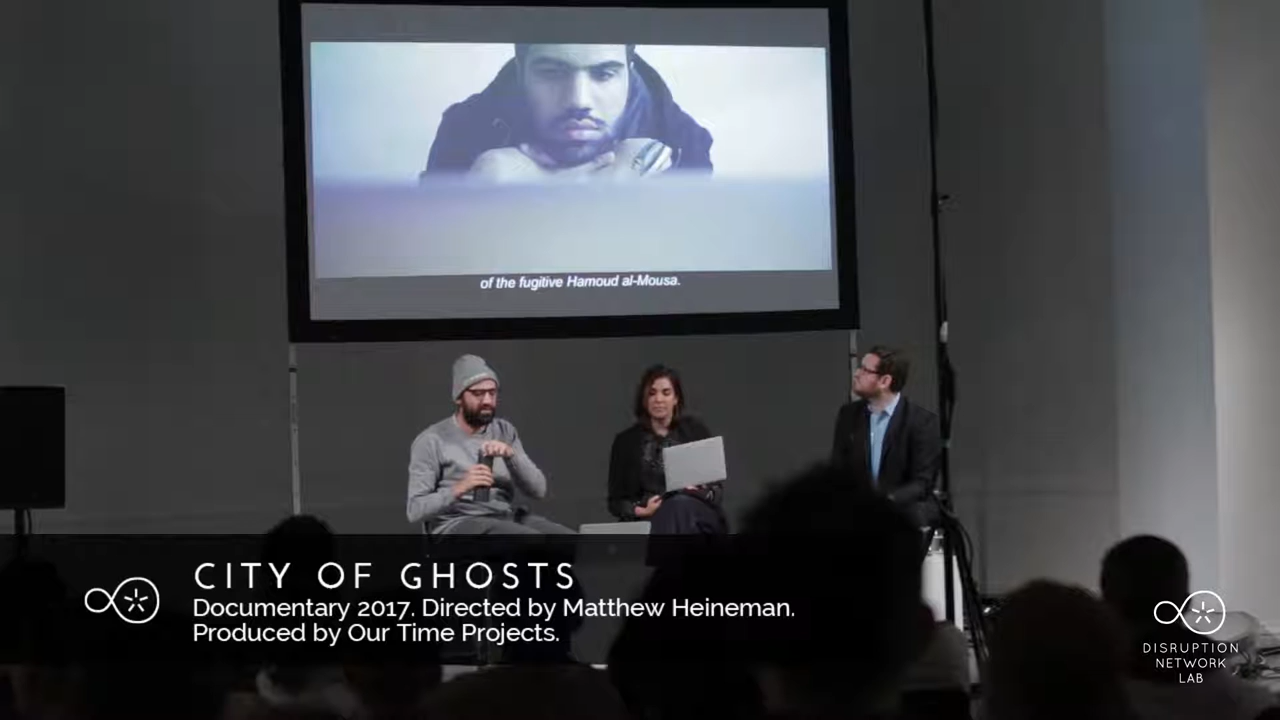 of the fugitive Hamoud al-Mousa.
CITY OF GHOSTS
Documentary 2017. Directed by Matthew Heineman.
Produced by Our Time Projects.
DISRUPTION
NETWORK
LAB